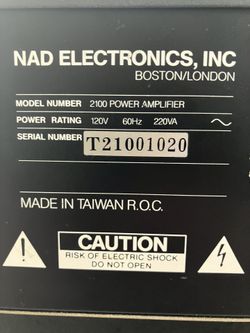 NAD ELECTRONICS, INC
BOSTON/LONDON
MODEL NUMBER 2100 POWER AMPLIFIER
POWER RATING 120V 60Hz 220VA
SERIAL NUMBER T21001020
MADE IN TAIWAN R.O.C.
CAUTION
RISK OF ELECTRIC SHOCK
DO NOT OPEN